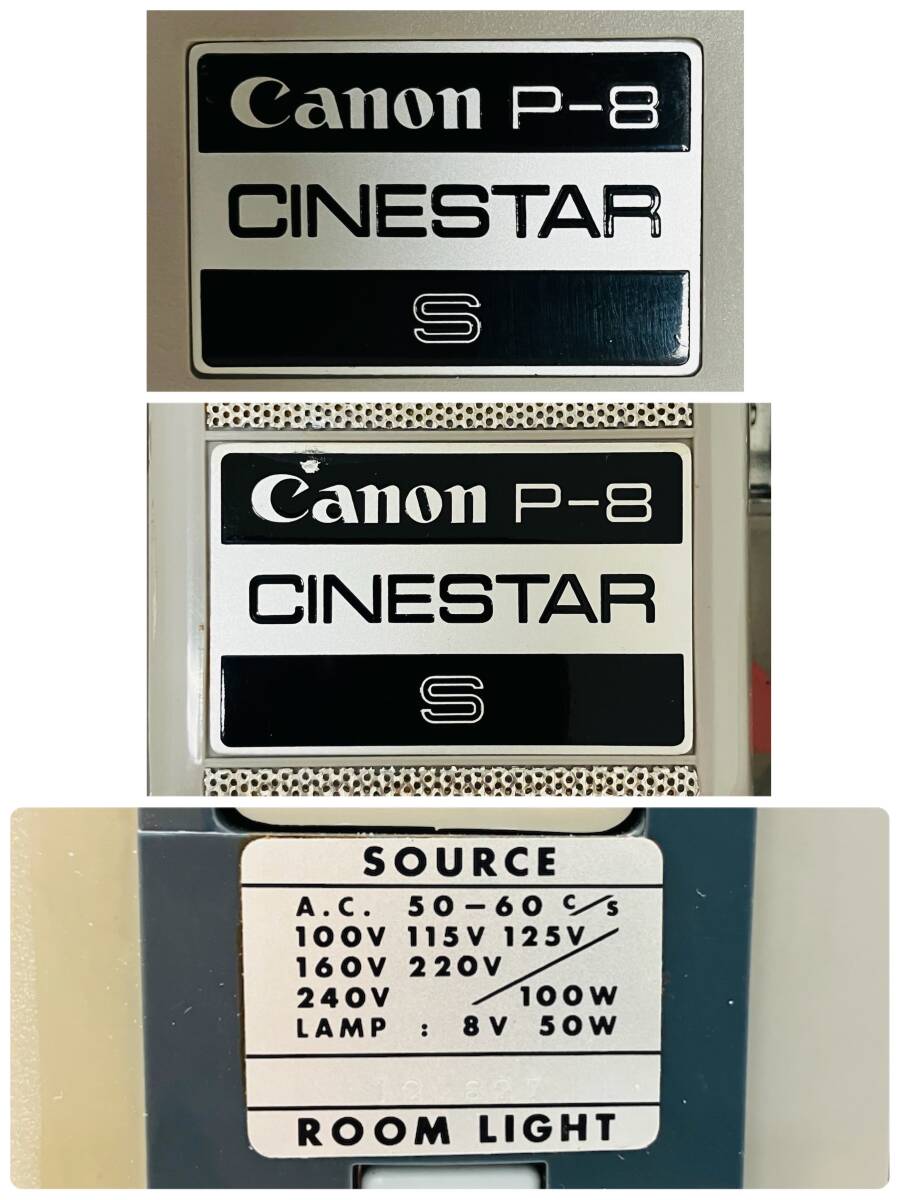 Canon P-8
CINESTAR
S
Canon P-8
CINESTAR
S
SOURCE
A.C. 50-60 c/s
100V 115V 125V
160V 220V
240V / 100W
LAMP : 8V 50W
ROOM LIGHT